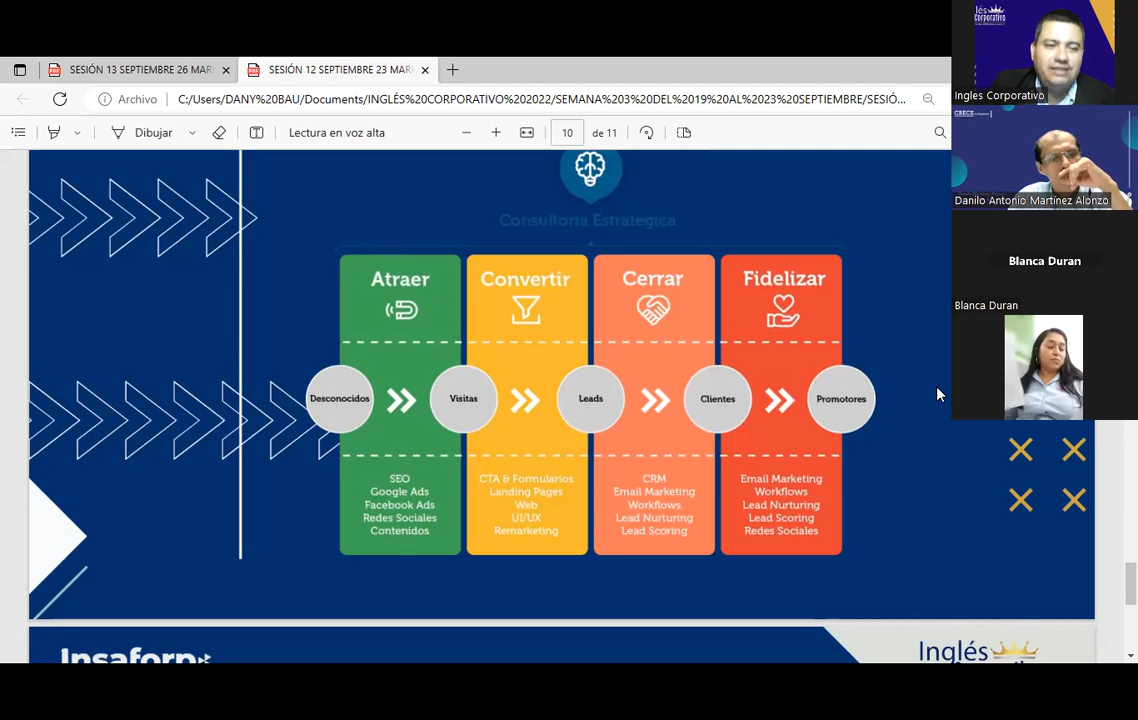 SESIÓN 13 SEPTIEMBRE 26 MAR
SESIÓN 12 SEPTIEMBRE 23 MAR
Archivo
C:/Users/DANY%20BAU/Documents/INGLÉS%20CORPORATIVO%202022/SEMANA%203%20DEL%2019%20AL%2023%20SEPTIEMBRE/SESIÓ...
Dibujar
Lectura en voz alta
10
de 11
Consultoria Estrategica
Atraer
Convertir
Cerrar
Fidelizar
Desconocidos
Visitas
Leads
Clientes
Promotores
SEO
Google Ads
Facebook Ads
Redes Sociales
Contenidos
CTA & Formularios
Landing Pages
Web
UI/UX
Remarketing
CRM
Email Marketing
Workflows
Lead Nurturing
Lead Scoring
Email Marketing
Workflows
Lead Nurturing
Lead Scoring
Redes Sociales
Insaforp
Inglés
lés
Corporativo
Ingles Corporativo
CRECE
Danilo Antonio Martínez Alonzo
Blanca Duran
Blanca Duran